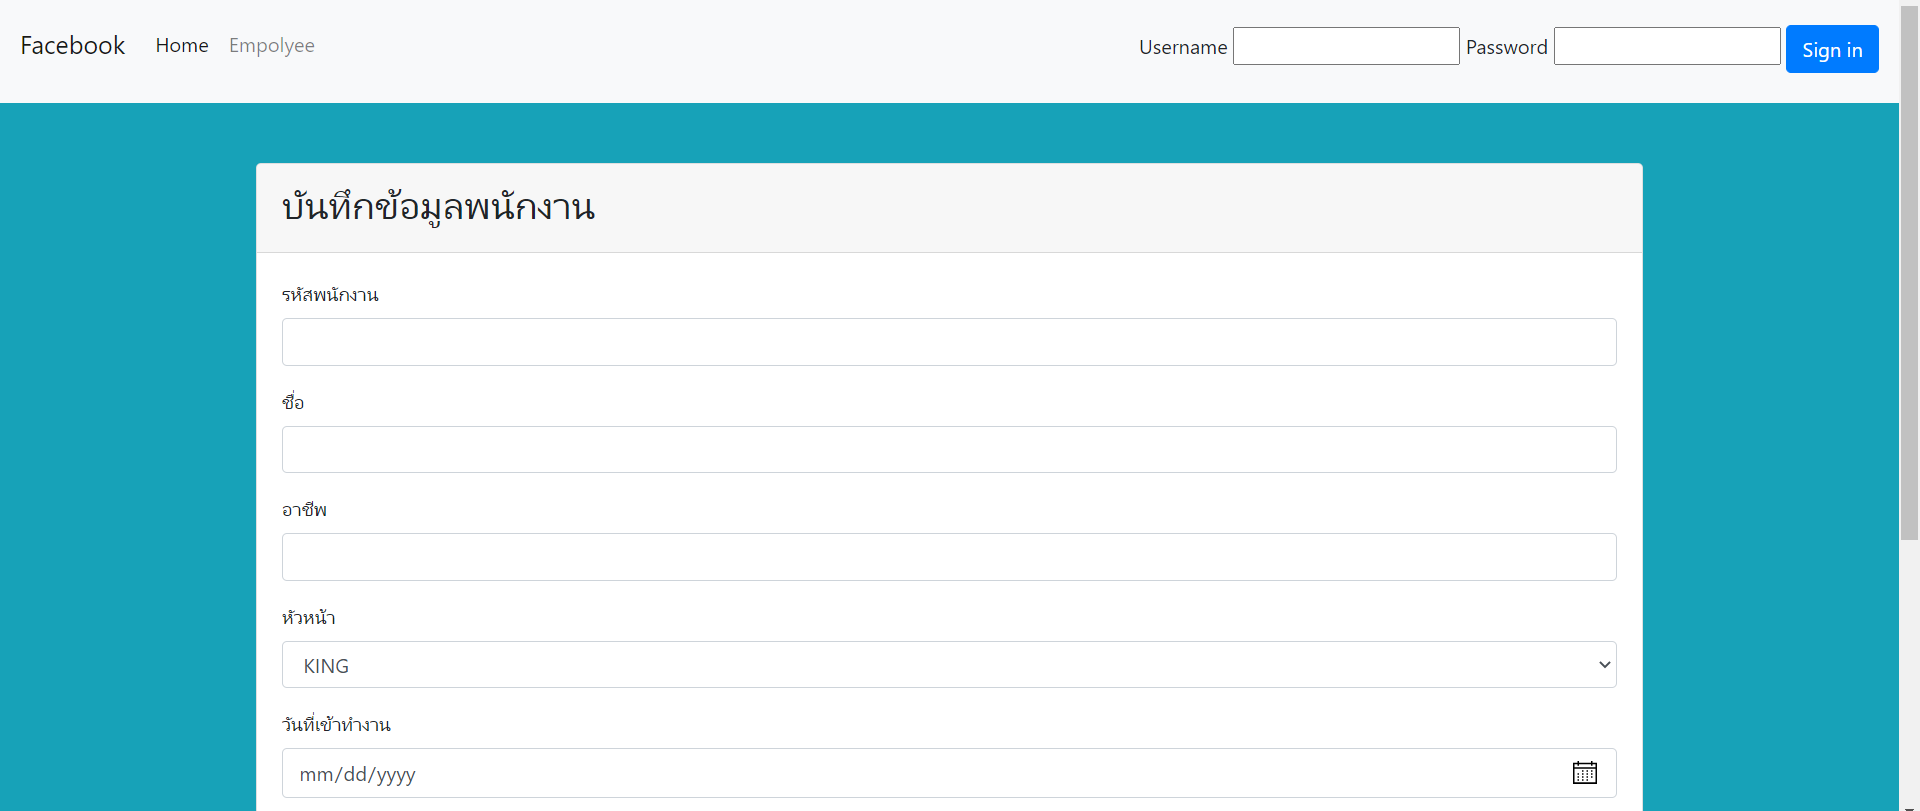 Facebook Home Empolyee Username Password Sign in
บันทึกข้อมูลพนักงาน
รหัสพนักงาน
ชื่อ
อาชีพ
หัวหน้า
KING
วันที่เข้าทำงาน
mm/dd/yyyy